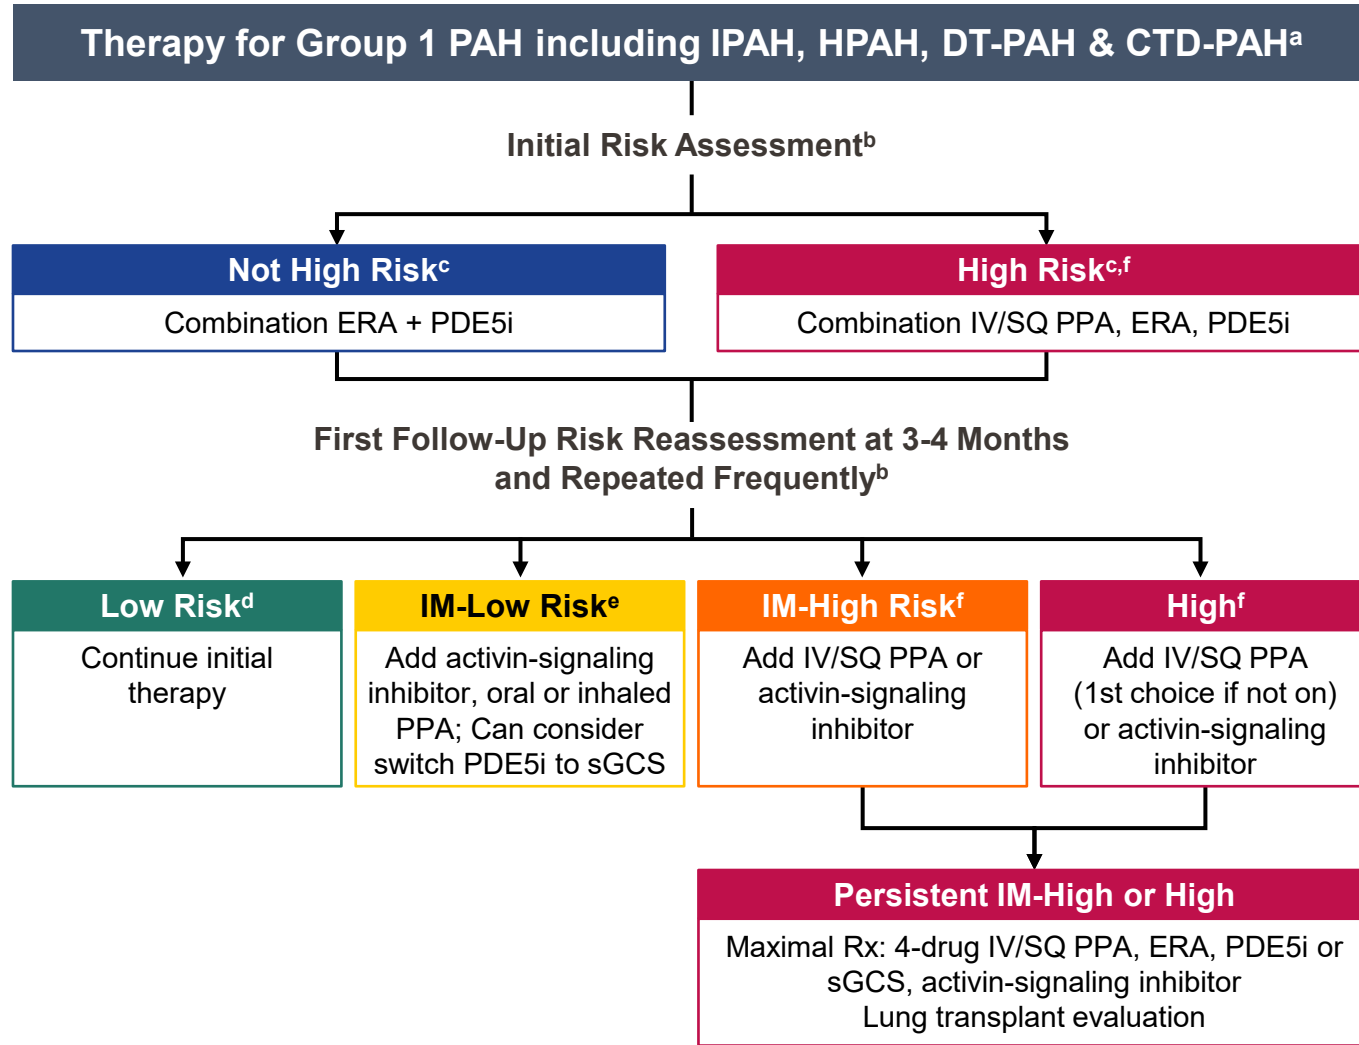 Therapy for Group 1 PAH including IPAH, HPAH, DT-PAH & CTD-PAHᵃ
Initial Risk Assessmentᵇ
Not High Riskᶜ
Combination ERA + PDE5i
High Riskᶜ,ᶠ
Combination IV/SQ PPA, ERA, PDE5i
First Follow-Up Risk Reassessment at 3-4 Months
and Repeated Frequentlyᵇ
Low Riskᵈ
Continue initial
therapy
IM-Low Riskᵉ
Add activin-signaling
inhibitor, oral or inhaled
PPA; Can consider
switch PDE5i to sGCS
IM-High Riskᶠ
Add IV/SQ PPA or
activin-signaling
inhibitor
Highᶠ
Add IV/SQ PPA
(1st choice if not on)
or activin-signaling
inhibitor
Persistent IM-High or High
Maximal Rx: 4-drug IV/SQ PPA, ERA, PDE5i or
sGCS, activin-signaling inhibitor
Lung transplant evaluation